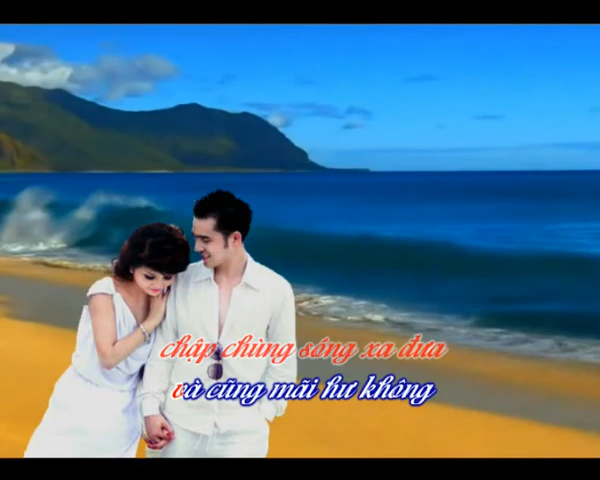 chập chùng sóng xa đưa
và cũng mãi hư không